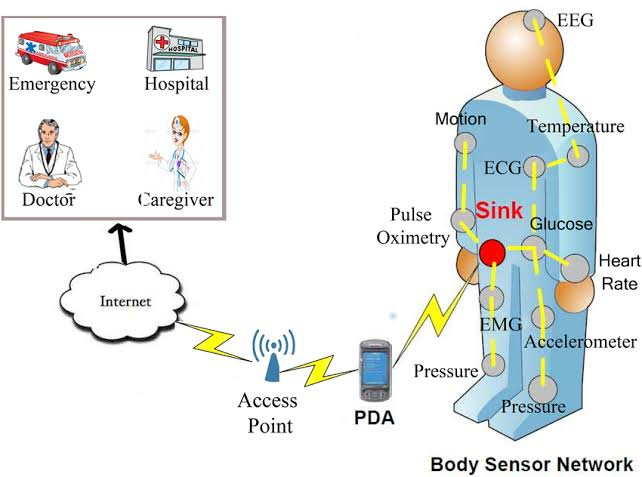 EEG
HOSPITAL
Emergency
Hospital
Motion
Temperature
ECG
Doctor
Caregiver
Pulse
Oximetry
Sink
Glucose
Heart
Rate
Internet
EMG
Accelerometer
Pressure
Access
Point
PDA
Pressure
Body Sensor Network